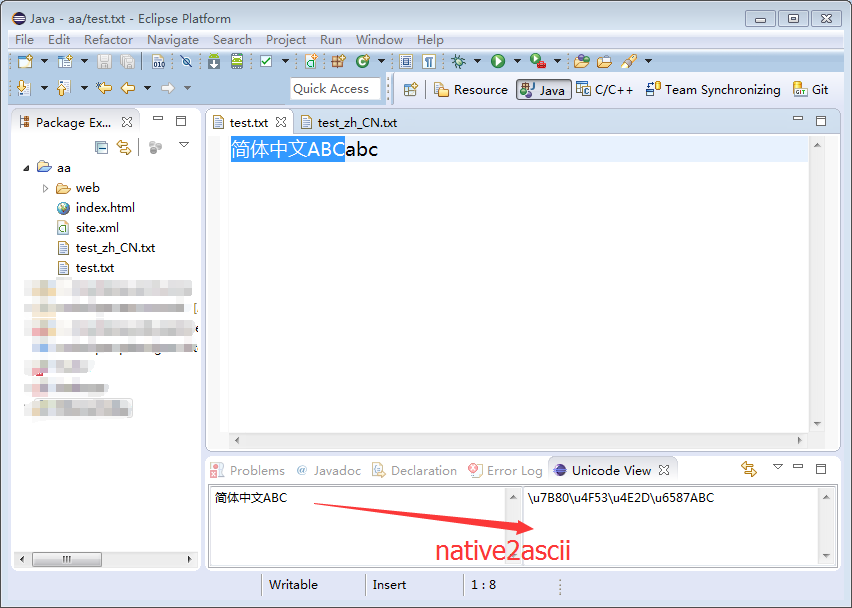 Java - aa/test.txt - Eclipse Platform
File Edit Refactor Navigate Search Project Run Window Help
010
Quick Access Resource Java C/C++ Team Synchronizing Git
Package Ex...
test.txt test_zh_CN.txt
简体中文ABCabc
aa
web
index.html
site.xml
test_zh_CN.txt
test.txt
Problems Javadoc Declaration Error Log Unicode View
简体中文ABC
\u7B80\u4F53\u4E2D\u6587ABC
native2ascii
Writable Insert 1 : 8